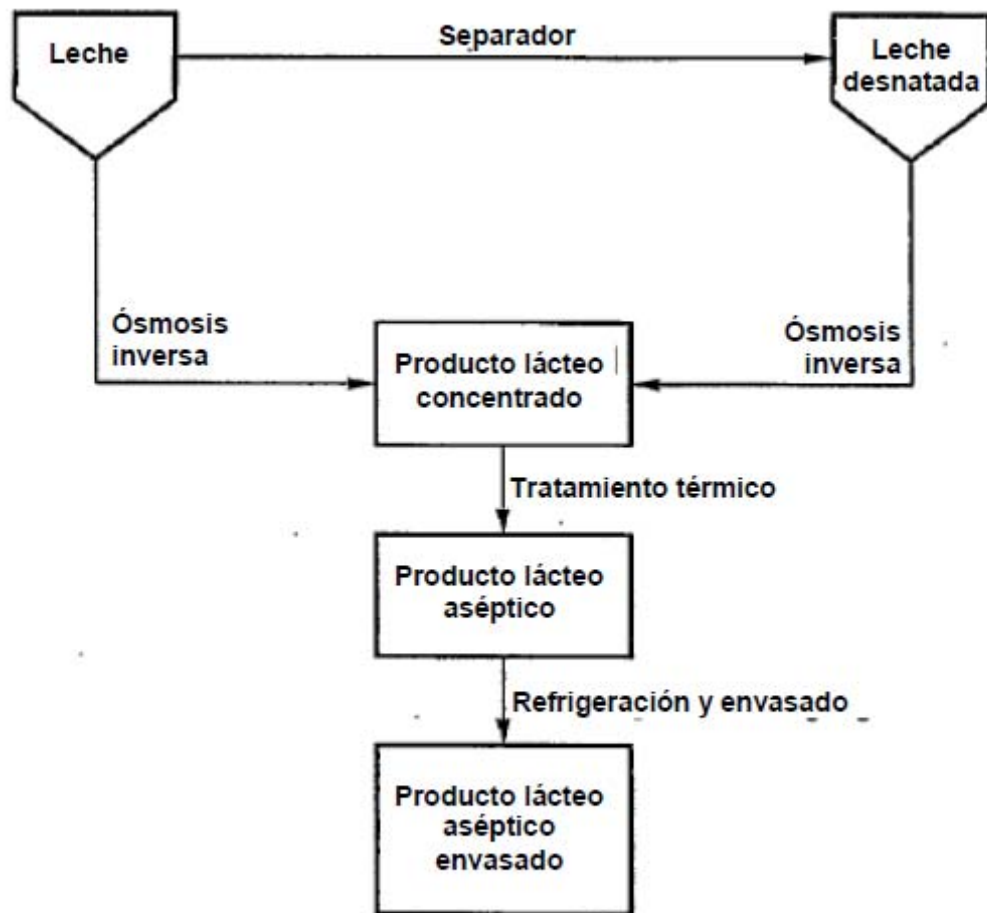 Leche
Separador
Leche
desnatada
Ósmosis
inversa
Producto lácteo
concentrado
Ósmosis
inversa
Tratamiento térmico
Producto lácteo
aséptico
Refrigeración y envasado
Producto lácteo
aséptico
envasado